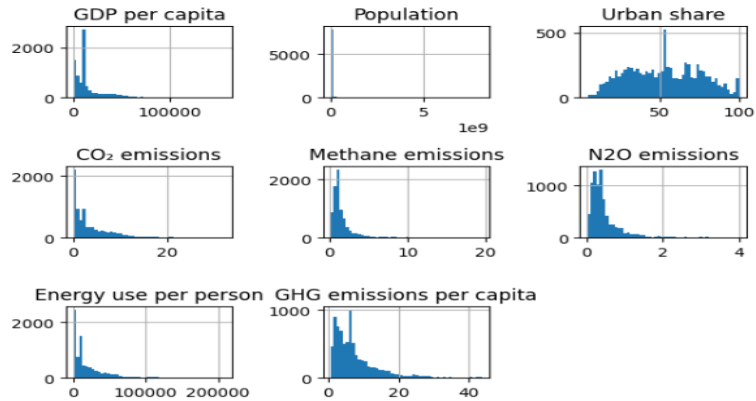 GDP per capita Population Urban share
2000
0
0 100000
5000
0
0 5
1e9
500
0
50 100
CO₂ emissions Methane emissions N2O emissions
2000
0
0 20
2000
0
0 10 20
1000
0
0 2 4
Energy use per person GHG emissions per capita
2000
0
0 100000 200000
1000
0
0 20 40